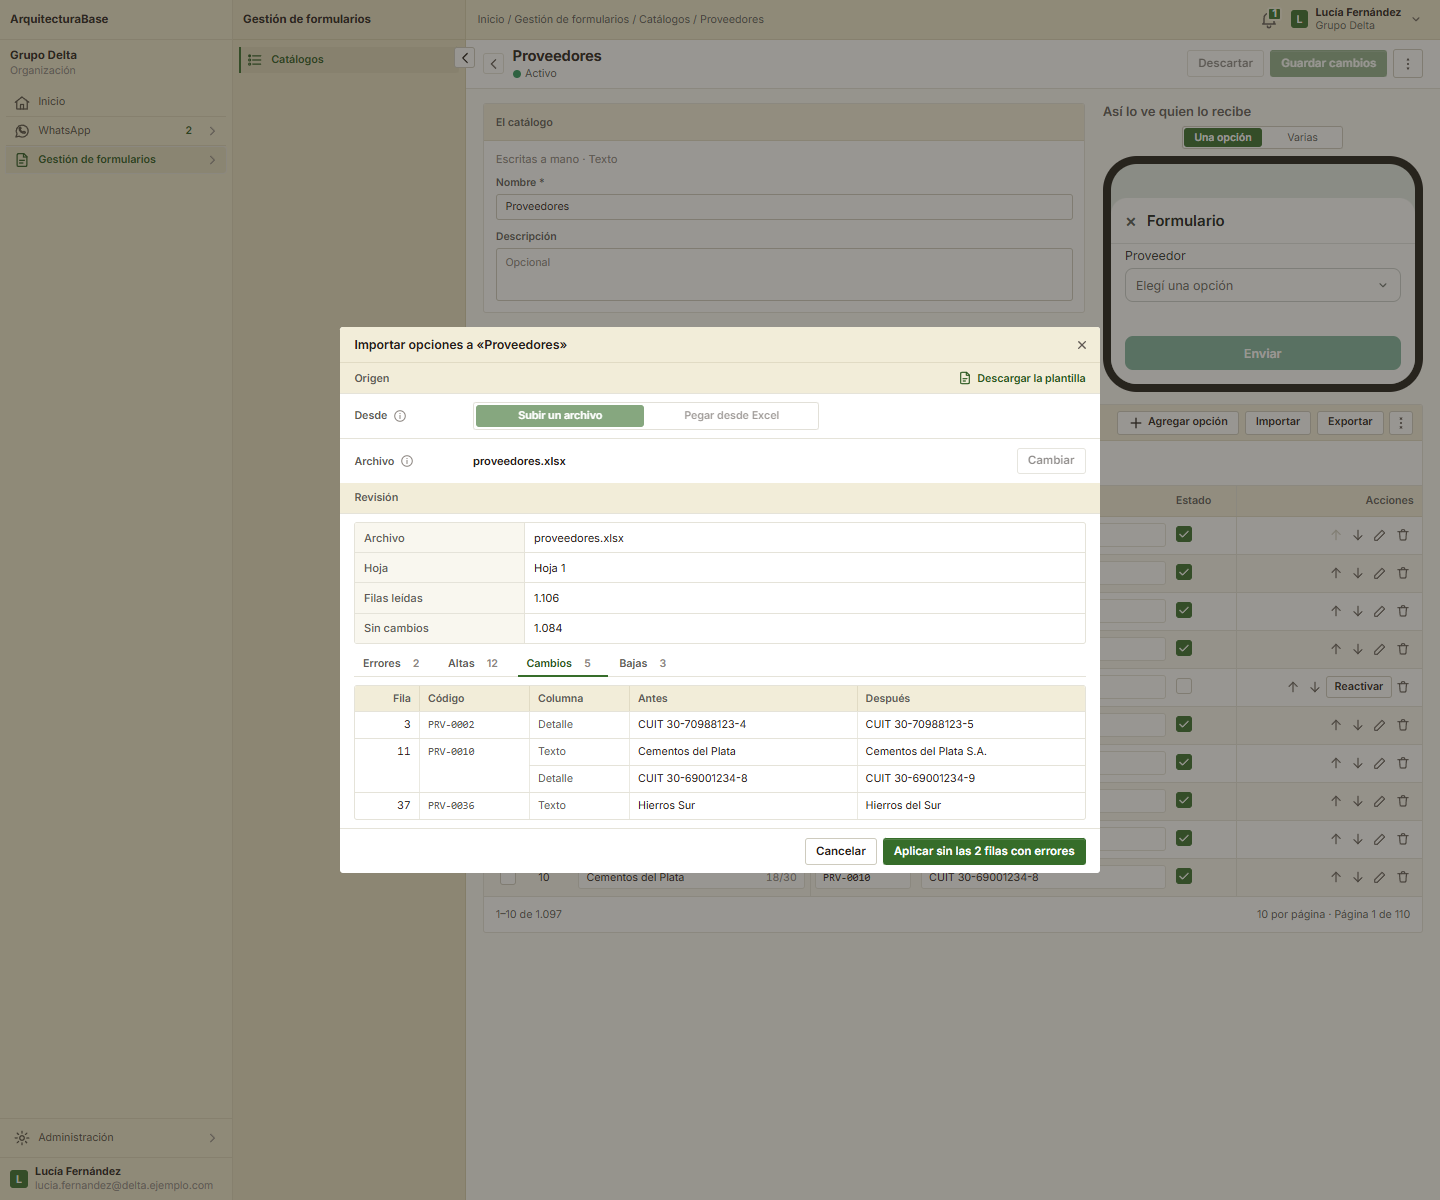 ArquitecturaBase
Gestión de formularios
Inicio / Gestión de formularios / Catálogos / Proveedores
1
L
Lucía Fernández
Grupo Delta
Grupo Delta
Organización
Inicio
WhatsApp 2
Gestión de formularios
Catálogos
Proveedores
Activo
Descartar
Guardar cambios
El catálogo
Escritas a mano · Texto
Nombre *
Proveedores
Descripción
Opcional
Así lo ve quien lo recibe
Una opción
Varias
Formulario
Proveedor
Elegí una opción
Enviar
Importar opciones a «Proveedores»
Origen
Descargar la plantilla
Desde
Subir un archivo
Pegar desde Excel
Archivo
proveedores.xlsx
Cambiar
Revisión
Archivo proveedores.xlsx
Hoja Hoja 1
Filas leídas 1.106
Sin cambios 1.084
Errores 2 Altas 12 Cambios 5 Bajas 3
Fila Código Columna Antes Después
3 PRV-0002 Detalle CUIT 30-70988123-4 CUIT 30-70988123-5
11 PRV-0010 Texto Cementos del Plata Cementos del Plata S.A.
Detalle CUIT 30-69001234-8 CUIT 30-69001234-9
37 PRV-0036 Texto Hierros Sur Hierros del Sur
Cancelar
Aplicar sin las 2 filas con errores
Agregar opción
Importar
Exportar
Estado
Acciones
Reactivar
10 Cementos del Plata 18/30 PRV-0010 CUIT 30-69001234-8
1–10 de 1.097
10 por página · Página 1 de 110
Administración
L
Lucía Fernández
lucia.fernandez@delta.ejemplo.com